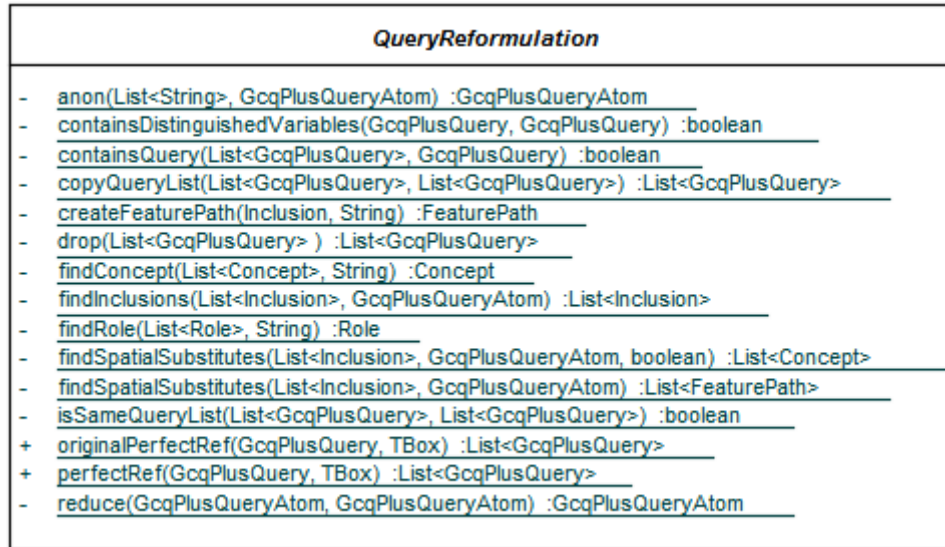 QueryReformulation
- anon(List<String>, GcqPlusQueryAtom) :GcqPlusQueryAtom
- containsDistinguishedVariables(GcqPlusQuery, GcqPlusQuery) :boolean
- containsQuery(List<GcqPlusQuery>, GcqPlusQuery) :boolean
- copyQueryList(List<GcqPlusQuery>, List<GcqPlusQuery>) :List<GcqPlusQuery>
- createFeaturePath(Inclusion, String) :FeaturePath
- drop(List<GcqPlusQuery> ) :List<GcqPlusQuery>
- findConcept(List<Concept>, String) :Concept
- findInclusions(List<Inclusion>, GcqPlusQueryAtom) :List<Inclusion>
- findRole(List<Role>, String) :Role
- findSpatialSubstitutes(List<Inclusion>, GcqPlusQueryAtom, boolean) :List<Concept>
- findSpatialSubstitutes(List<Inclusion>, GcqPlusQueryAtom) :List<FeaturePath>
- isSameQueryList(List<GcqPlusQuery>, List<GcqPlusQuery>) :boolean
+ originalPerfectRef(GcqPlusQuery, TBox) :List<GcqPlusQuery>
+ perfectRef(GcqPlusQuery, TBox) :List<GcqPlusQuery>
- reduce(GcqPlusQueryAtom, GcqPlusQueryAtom) :GcqPlusQueryAtom